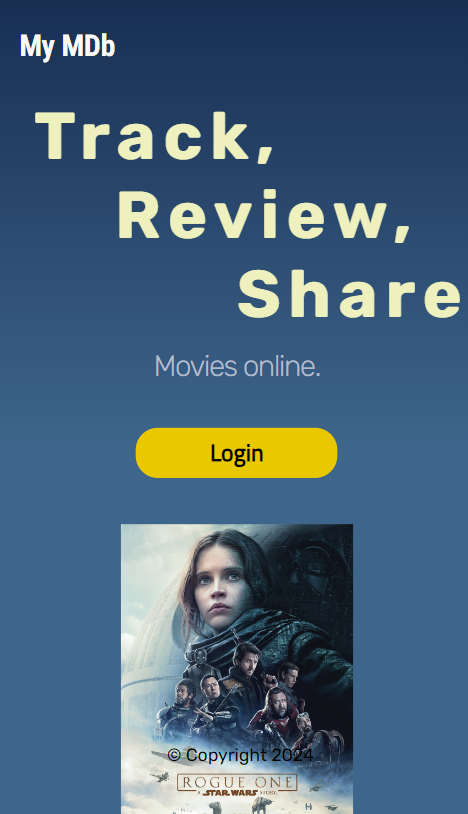 My MDb
Track,
Review,
Share
Movies online.
Login
© Copyright 2024
ROGUE ONE
A STAR WARS STORY